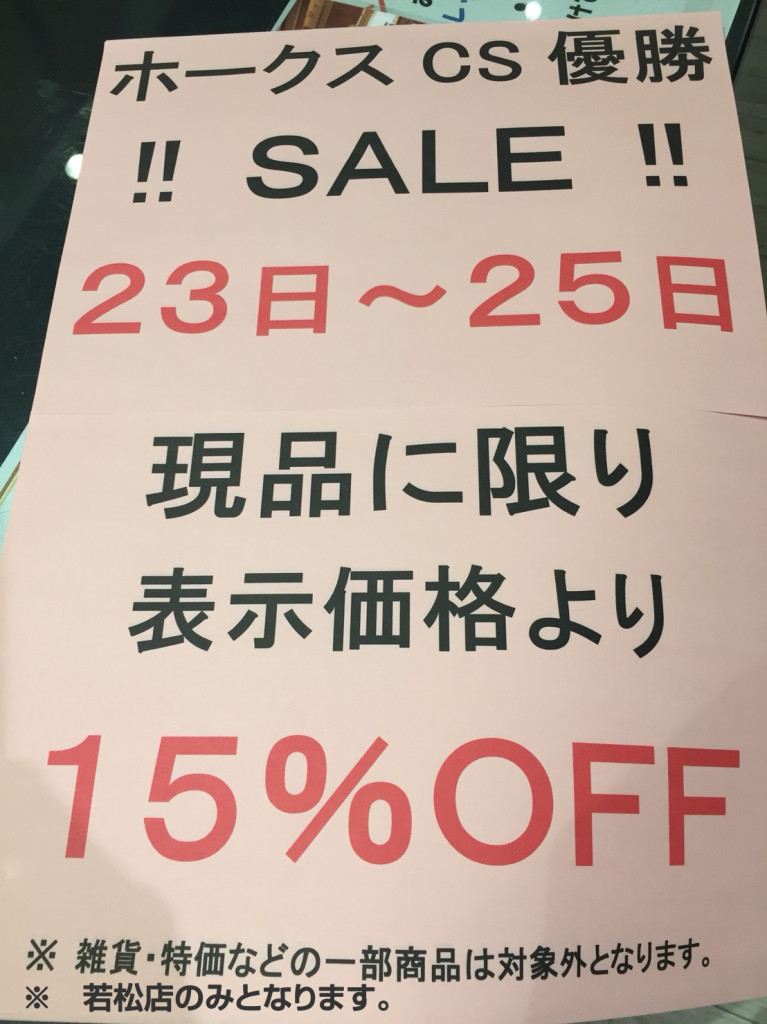 ホークス CS 優勝
!! SALE !!
23日～25日
現品に限り
表示価格より
15%OFF
※ 雑貨・特価などの一部商品は対象外となります。
※ 若松店のみとなります。